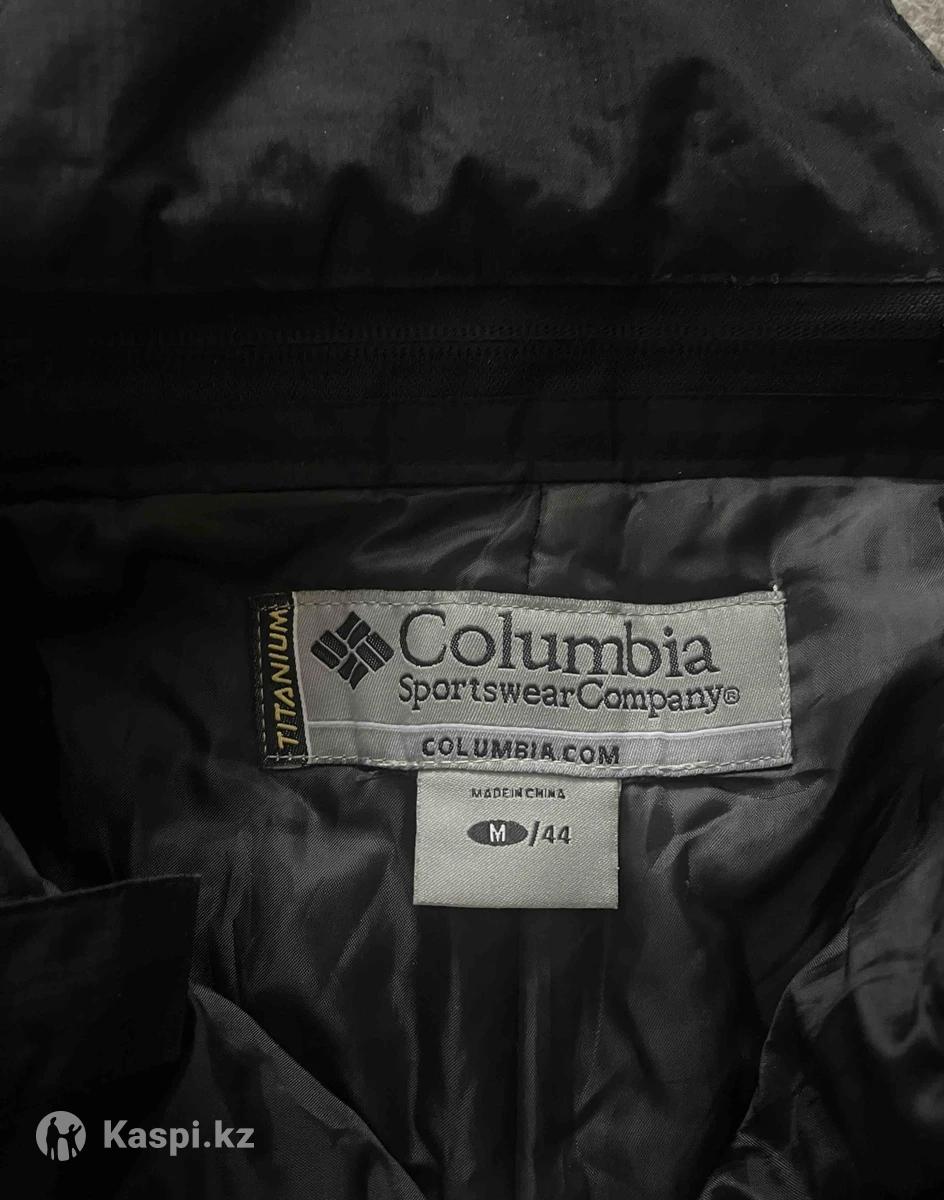 TITANIUM
Columbia
Sportswear Company®
COLUMBIA.COM
MADE IN CHINA
M/44
Kaspi.kz